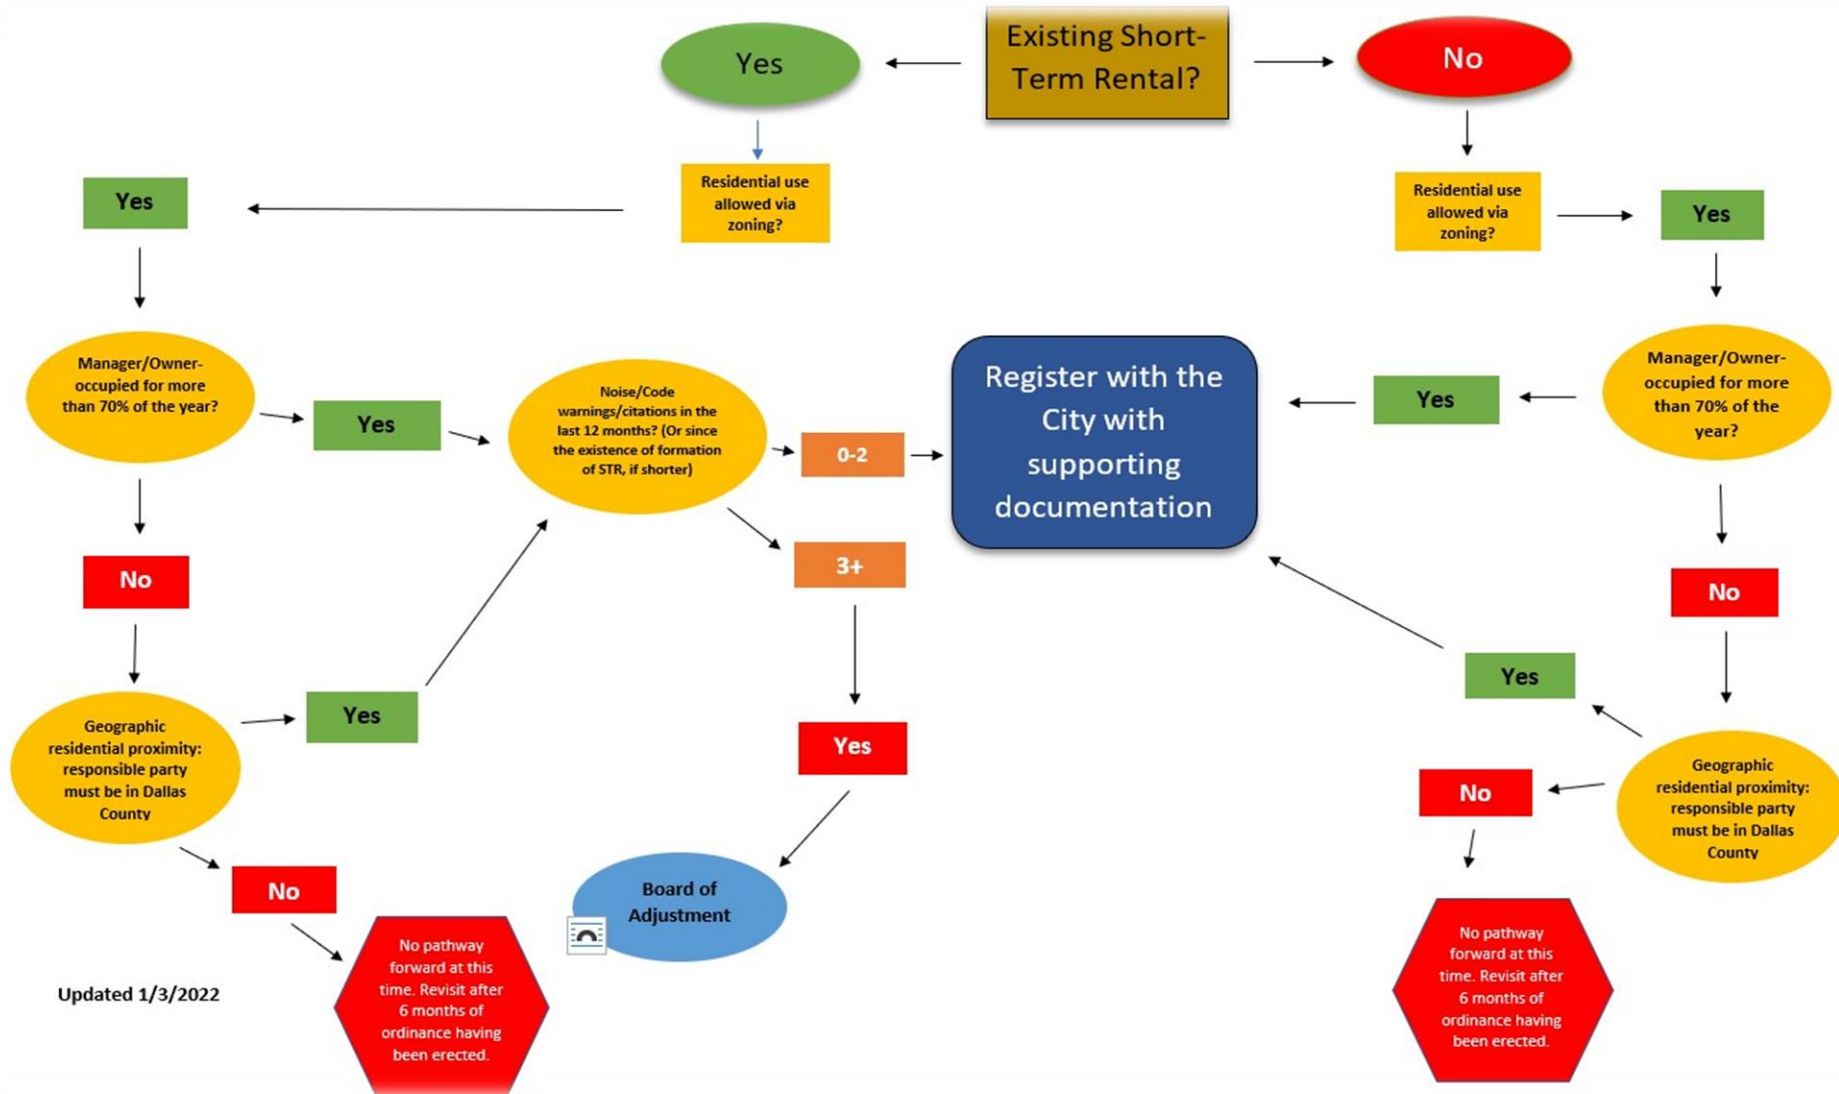 Existing Short-
Term Rental?
Yes
No
Residential use
allowed via
zoning?
Yes
Residential use
allowed via
zoning?
Yes
Manager/Owner-
occupied for more
than 70% of the year?
Yes
Noise/Code
warnings/citations in the
last 12 months? (Or since
the existence of formation
of STR, if shorter)
0-2
3+
Register with the
City with
supporting
documentation
Yes
Manager/Owner-
occupied for more
than 70% of the
year?
No
No
Geographic
residential proximity:
responsible party
must be in Dallas
County
Yes
Yes
Yes
Geographic
residential proximity:
responsible party
must be in Dallas
County
No
No
Board of
Adjustment
No pathway
forward at this
time. Revisit after
6 months of
ordinance having
been erected.
No pathway
forward at this
time. Revisit after
6 months of
ordinance having
been erected.
Updated 1/3/2022